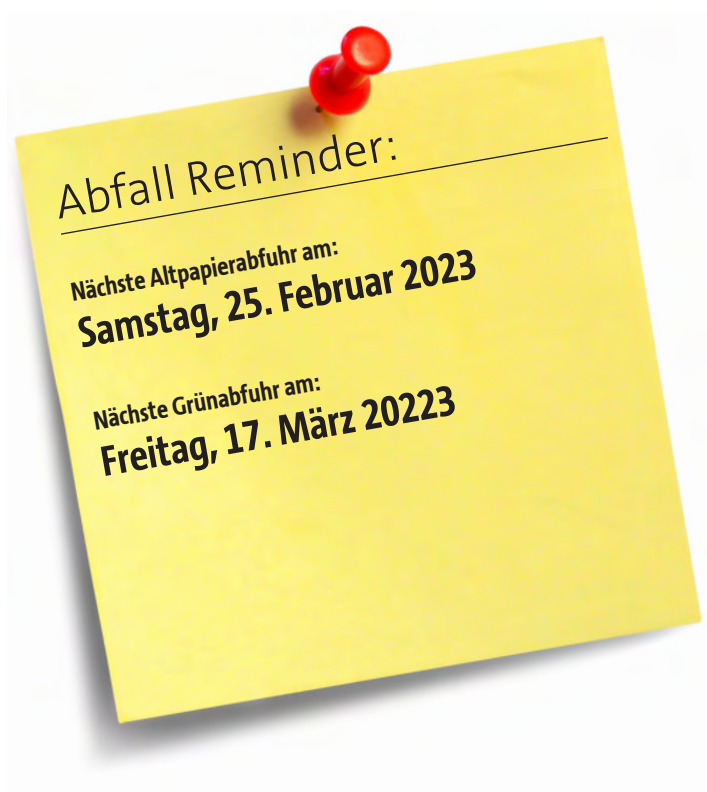 Abfall Reminder:
Nächste Altpapierabfuhr am:
Samstag, 25. Februar 2023
Nächste Grünabfuhr am:
Freitag, 17. März 20223